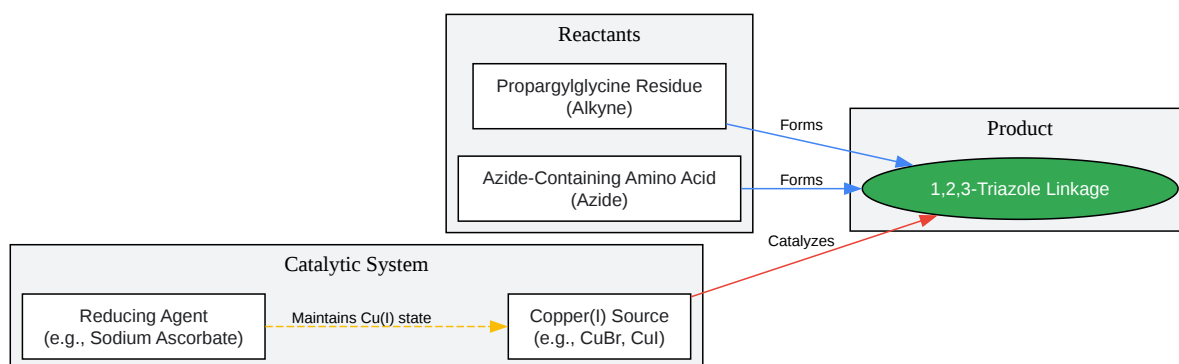 Reactants
Propargylglycine Residue
(Alkyne)
Azide-Containing Amino Acid
(Azide)
Forms
Forms
Product
1,2,3-Triazole Linkage
Catalyzes
Catalytic System
Reducing Agent
(e.g., Sodium Ascorbate)
Maintains Cu(I) state
Copper(I) Source
(e.g., CuBr, CuI)